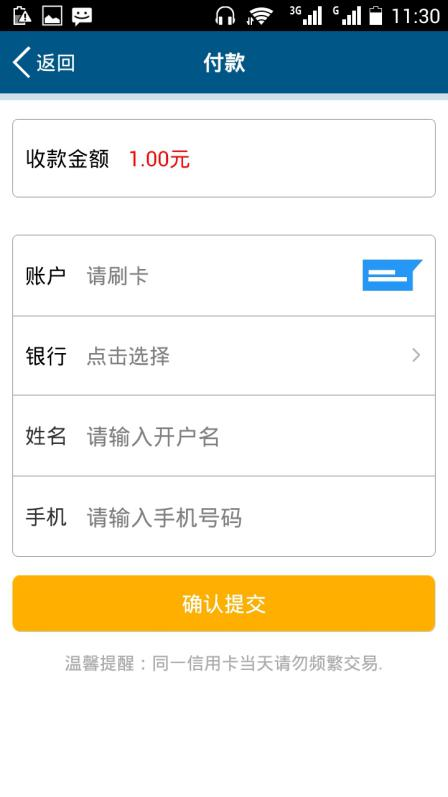 3G G 11:30
返回 付款
收款金额 1.00元
账户 请刷卡
银行 点击选择
姓名 请输入开户名
手机 请输入手机号码
确认提交
温馨提醒：同一信用卡当天请勿频繁交易.